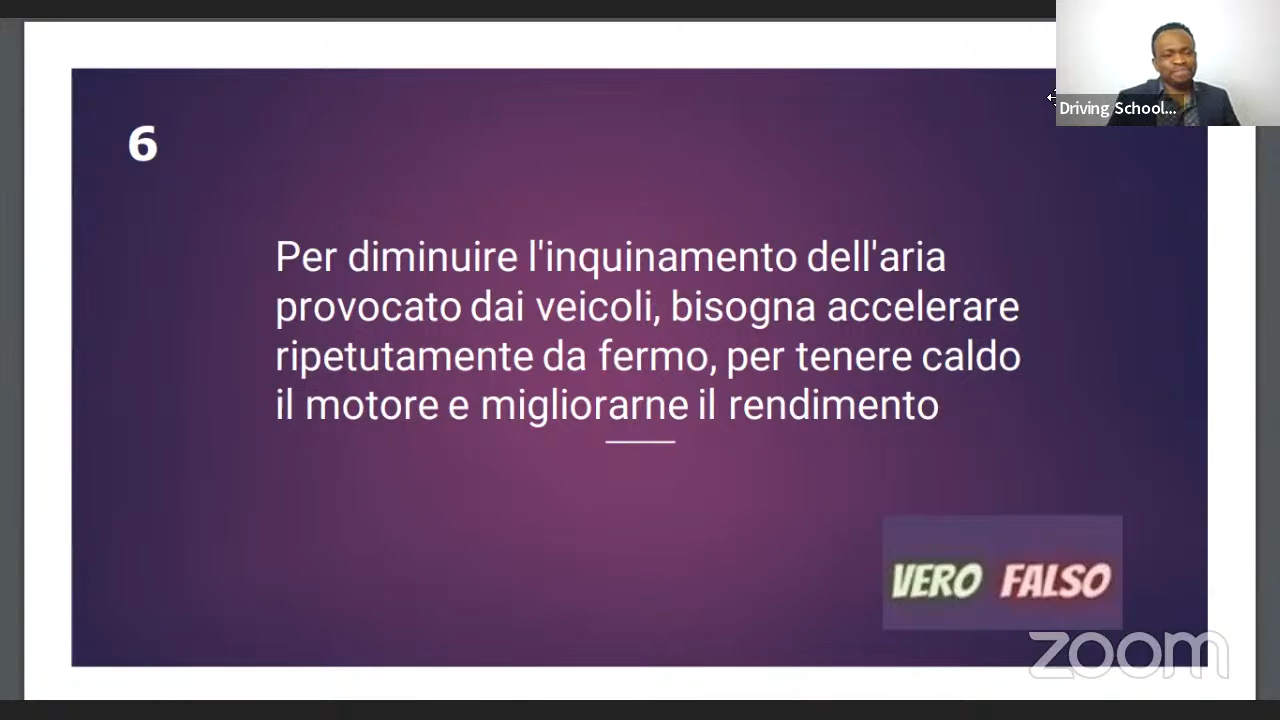 Driving School...
6
Per diminuire l'inquinamento dell'aria
provocato dai veicoli, bisogna accelerare
ripetutamente da fermo, per tenere caldo
il motore e migliorarne il rendimento
VERO FALSO
zoom